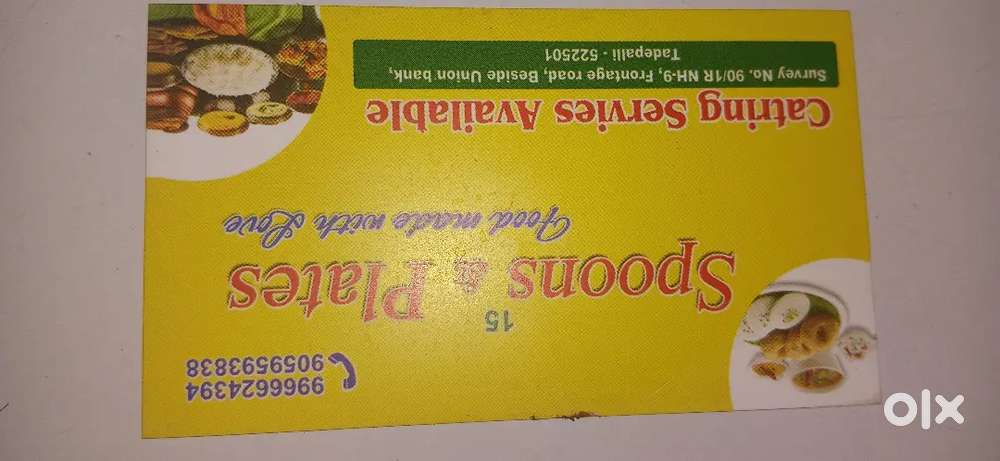 9966624394
9059593838
15
Spoons & Plates
Food made with Love
Catring Servies Available
Survey No. 90/1R NH-9, Frontage road, Beside Union bank,
Tadepalli - 522501
olx